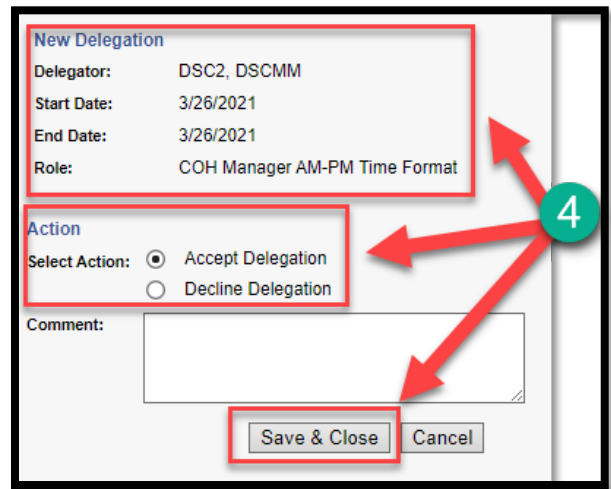 New Delegation
Delegator: DSC2, DSCMM
Start Date: 3/26/2021
End Date: 3/26/2021
Role: COH Manager AM-PM Time Format
4
Action
Select Action: Accept Delegation
Decline Delegation
Comment:
Save & Close Cancel